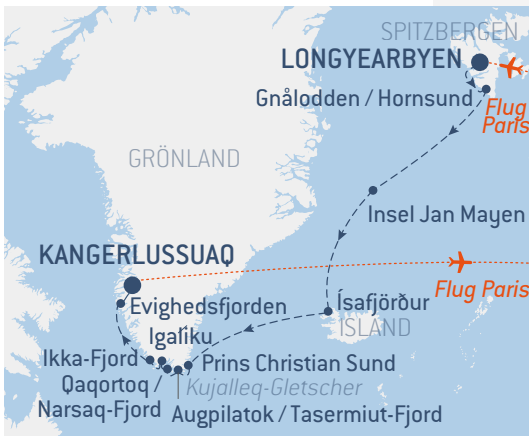 SPITZBERGEN
LONGYEARBYEN
Gnålodden / Hornsund
Flug
Paris
GRÖNLAND
Insel Jan Mayen
KANGERLUSSUAQ
Flug Paris
Evighedsfjorden
Ísafjörður
ISLAND
Igaliku
Ikka-Fjord
Prins Christian Sund
Qaqortoq /
Kujalleq-Gletscher
Narsaq-Fjord
Augpilatok / Tasermiut-Fjord